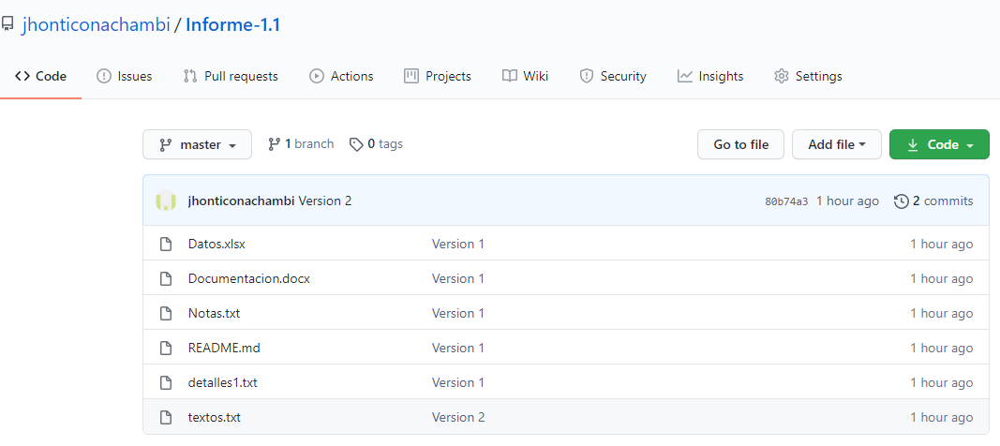 jhonticonachambi / Informe-1.1
Code Issues Pull requests Actions Projects Wiki Security Insights Settings
master 1 branch 0 tags Go to file Add file Code
jhonticonachambi Version 2 80b74a3 1 hour ago 2 commits
Datos.xlsx Version 1 1 hour ago
Documentacion.docx Version 1 1 hour ago
Notas.txt Version 1 1 hour ago
README.md Version 1 1 hour ago
detalles1.txt Version 1 1 hour ago
textos.txt Version 2 1 hour ago